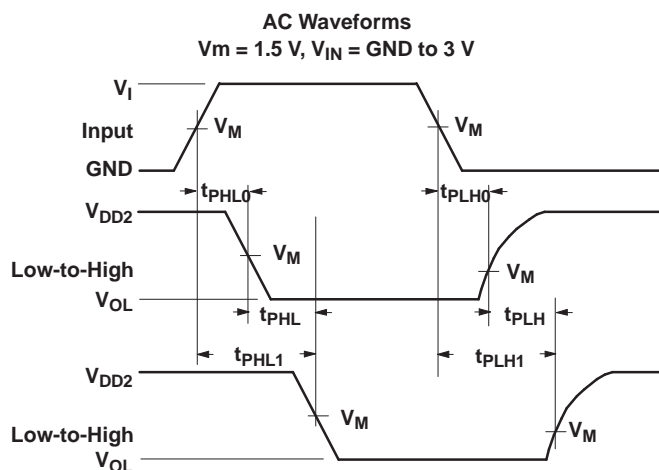 AC Waveforms
Vm = 1.5 V, VIN = GND to 3 V
VI
Input
VM
VM
GND
tPHL0
tPLH0
VDD2
Low-to-High
VM
VM
VOL
tPHL
tPLH
tPHL1
tPLH1
VDD2
Low-to-High
VM
VM
VOL